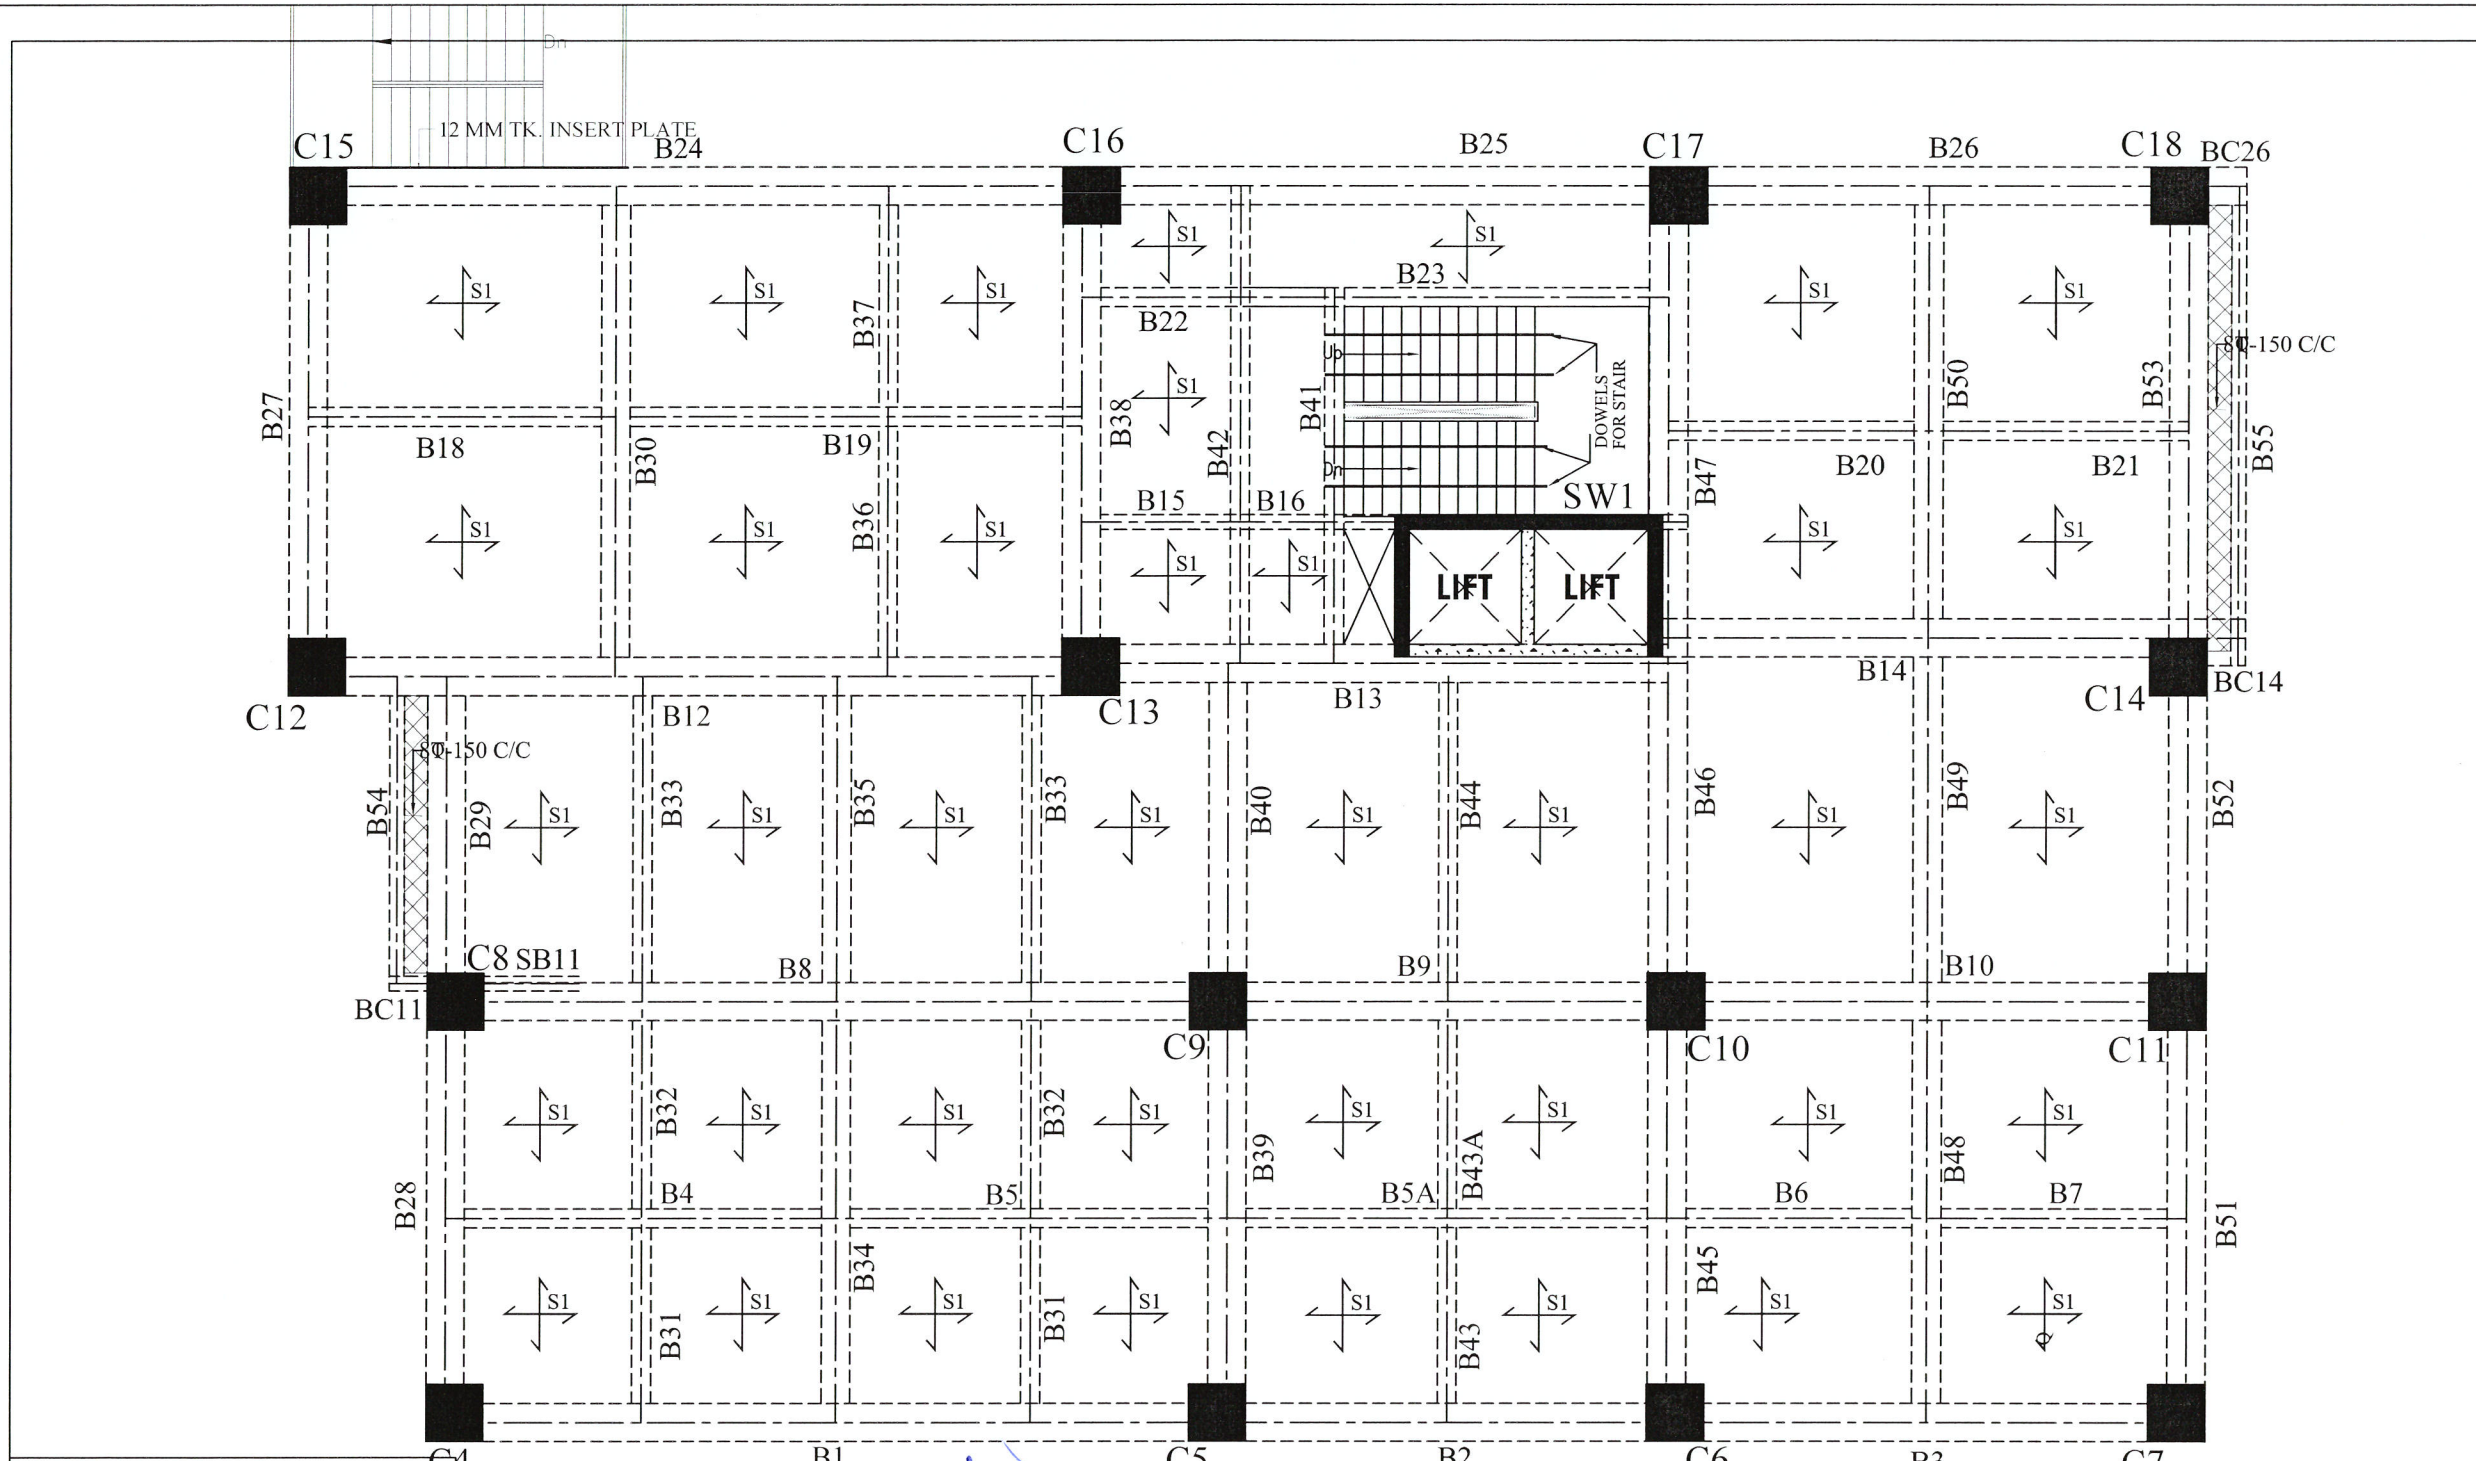 Dn
12 MM TK. INSERT PLATE
C15
B24
C16
B25
C17
B26
C18
BC26
S1
S1
B23
S1
S1
S1
B22
S1
S1
B37
Up
DOWELS
FOR STAIR
8T-150 C/C
B27
B18
B30
B19
B38
S1
B42
B41
B47
B20
B50
B21
B53
B55
Dn
SW1
B15
B16
S1
S1
B36
S1
S1
S1
LIFT
LIFT
S1
S1
C12
B12
C13
B13
B14
C14
BC14
8T-150 C/C
B54
B29
S1
B33
S1
B35
S1
B33
S1
B40
S1
B44
S1
B46
S1
B49
S1
B52
C8
SB11
B8
B9
B10
BC11
C9
C10
C11
S1
B32
S1
S1
B32
S1
B39
S1
B43A
S1
S1
B48
S1
B28
B4
B5
B5A
B6
B7
B51
S1
B31
S1
B34
S1
B31
S1
S1
B43
S1
B45
S1
S1
C4
B1
C5
B2
C6
B3
C7